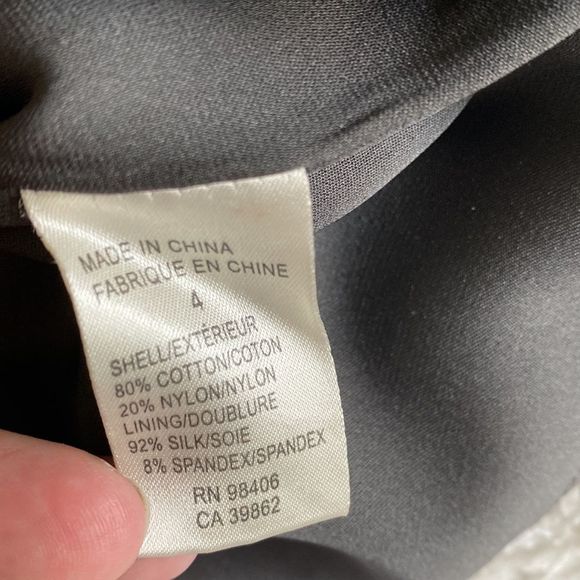 MADE IN CHINA
FABRIQUE EN CHINE
4
SHELL/EXTÉRIEUR
80% COTTON/COTON
20% NYLON/NYLON
LINING/DOUBLURE
92% SILK/SOIE
8% SPANDEX/SPANDEX
RN 98406
CA 39862